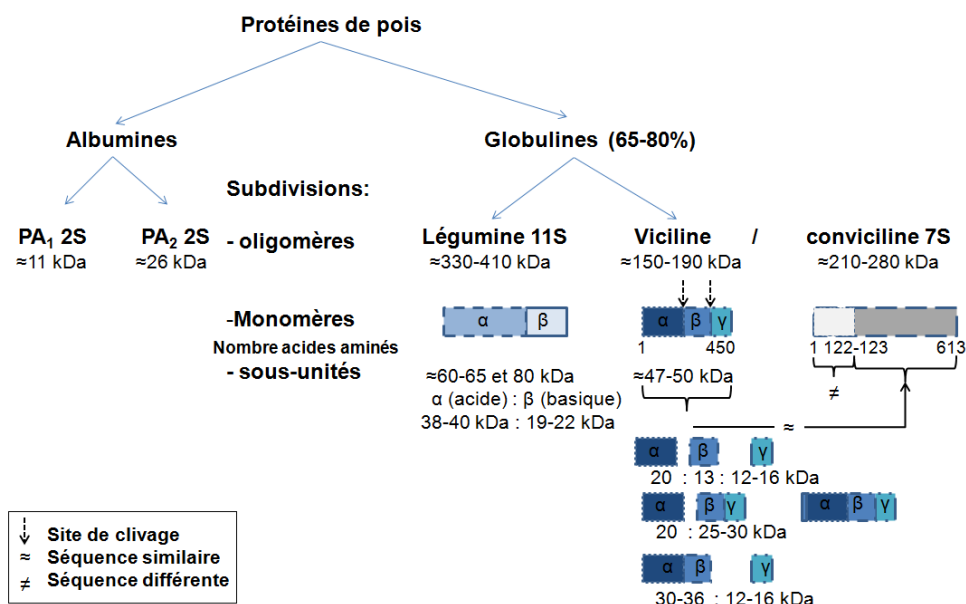 Protéines de pois
Albumines
Globulines (65-80%)
Subdivisions:
PA1 2S
PA2 2S
- oligomères
Légumine 11S
Viciline / conviciline 7S
≈11 kDa
≈26 kDa
≈330-410 kDa
≈150-190 kDa
≈210-280 kDa
-Monomères
α β
α β γ
Nombre acides aminés
1 450
1 122-123 613
- sous-unités
≈60-65 et 80 kDa
α (acide) : β (basique)
38-40 kDa : 19-22 kDa
≈47-50 kDa
≠
≈
α β γ
20 : 13 : 12-16 kDa
α β γ
α β γ
20 : 25-30 kDa
α β γ
30-36 : 12-16 kDa
Site de clivage
≈ Séquence similaire
≠ Séquence différente